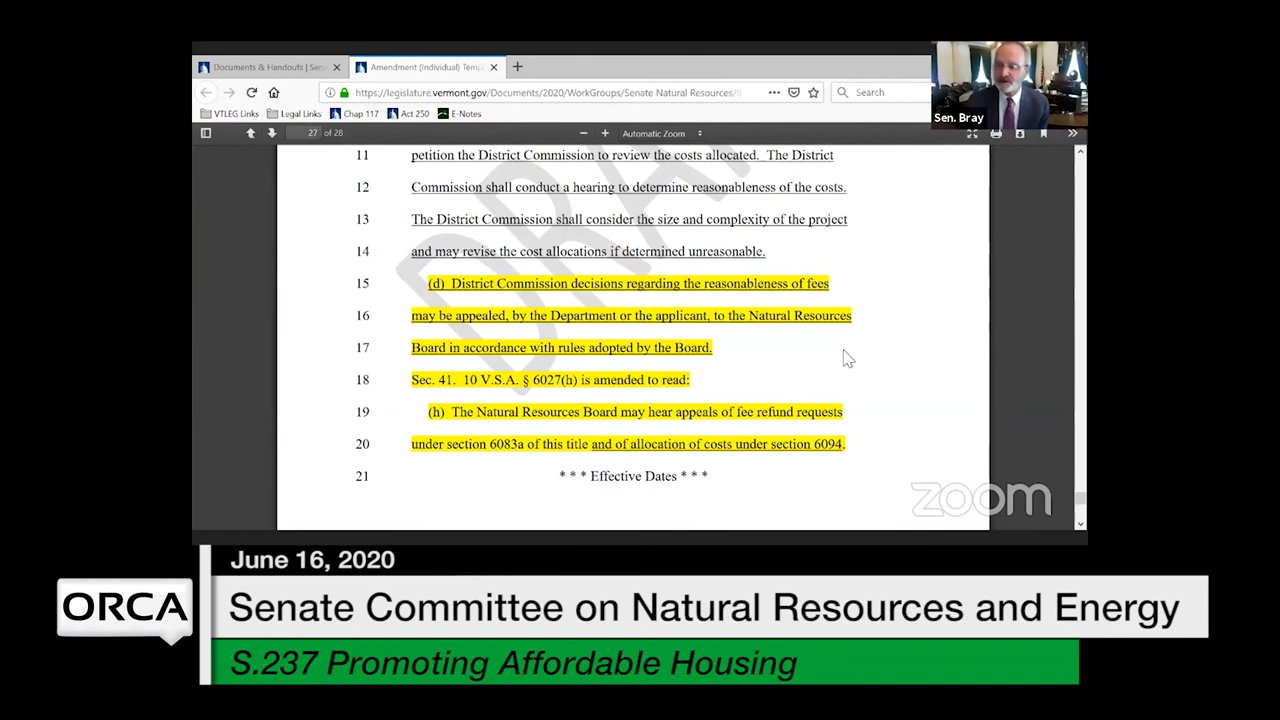 Documents & Handouts | Sen
Amendment (Individual) Temp
https://legislature.vermont.gov/Documents/2020/WorkGroups/Senate Natural Resources/
Search
VTLEG Links
Legal Links
Chap 117
Act 250
E-Notes
Sen. Bray
27 of 28
Automatic Zoom
DRA
11 petition the District Commission to review the costs allocated. The District
12 Commission shall conduct a hearing to determine reasonableness of the costs.
13 The District Commission shall consider the size and complexity of the project
14 and may revise the cost allocations if determined unreasonable.
15 (d) District Commission decisions regarding the reasonableness of fees
16 may be appealed, by the Department or the applicant, to the Natural Resources
17 Board in accordance with rules adopted by the Board.
18 Sec. 41. 10 V.S.A. § 6027(h) is amended to read:
19 (h) The Natural Resources Board may hear appeals of fee refund requests
20 under section 6083a of this title and of allocation of costs under section 6094.
21 * * * Effective Dates * * *
zoom
June 16, 2020
ORCA
Senate Committee on Natural Resources and Energy
S.237 Promoting Affordable Housing